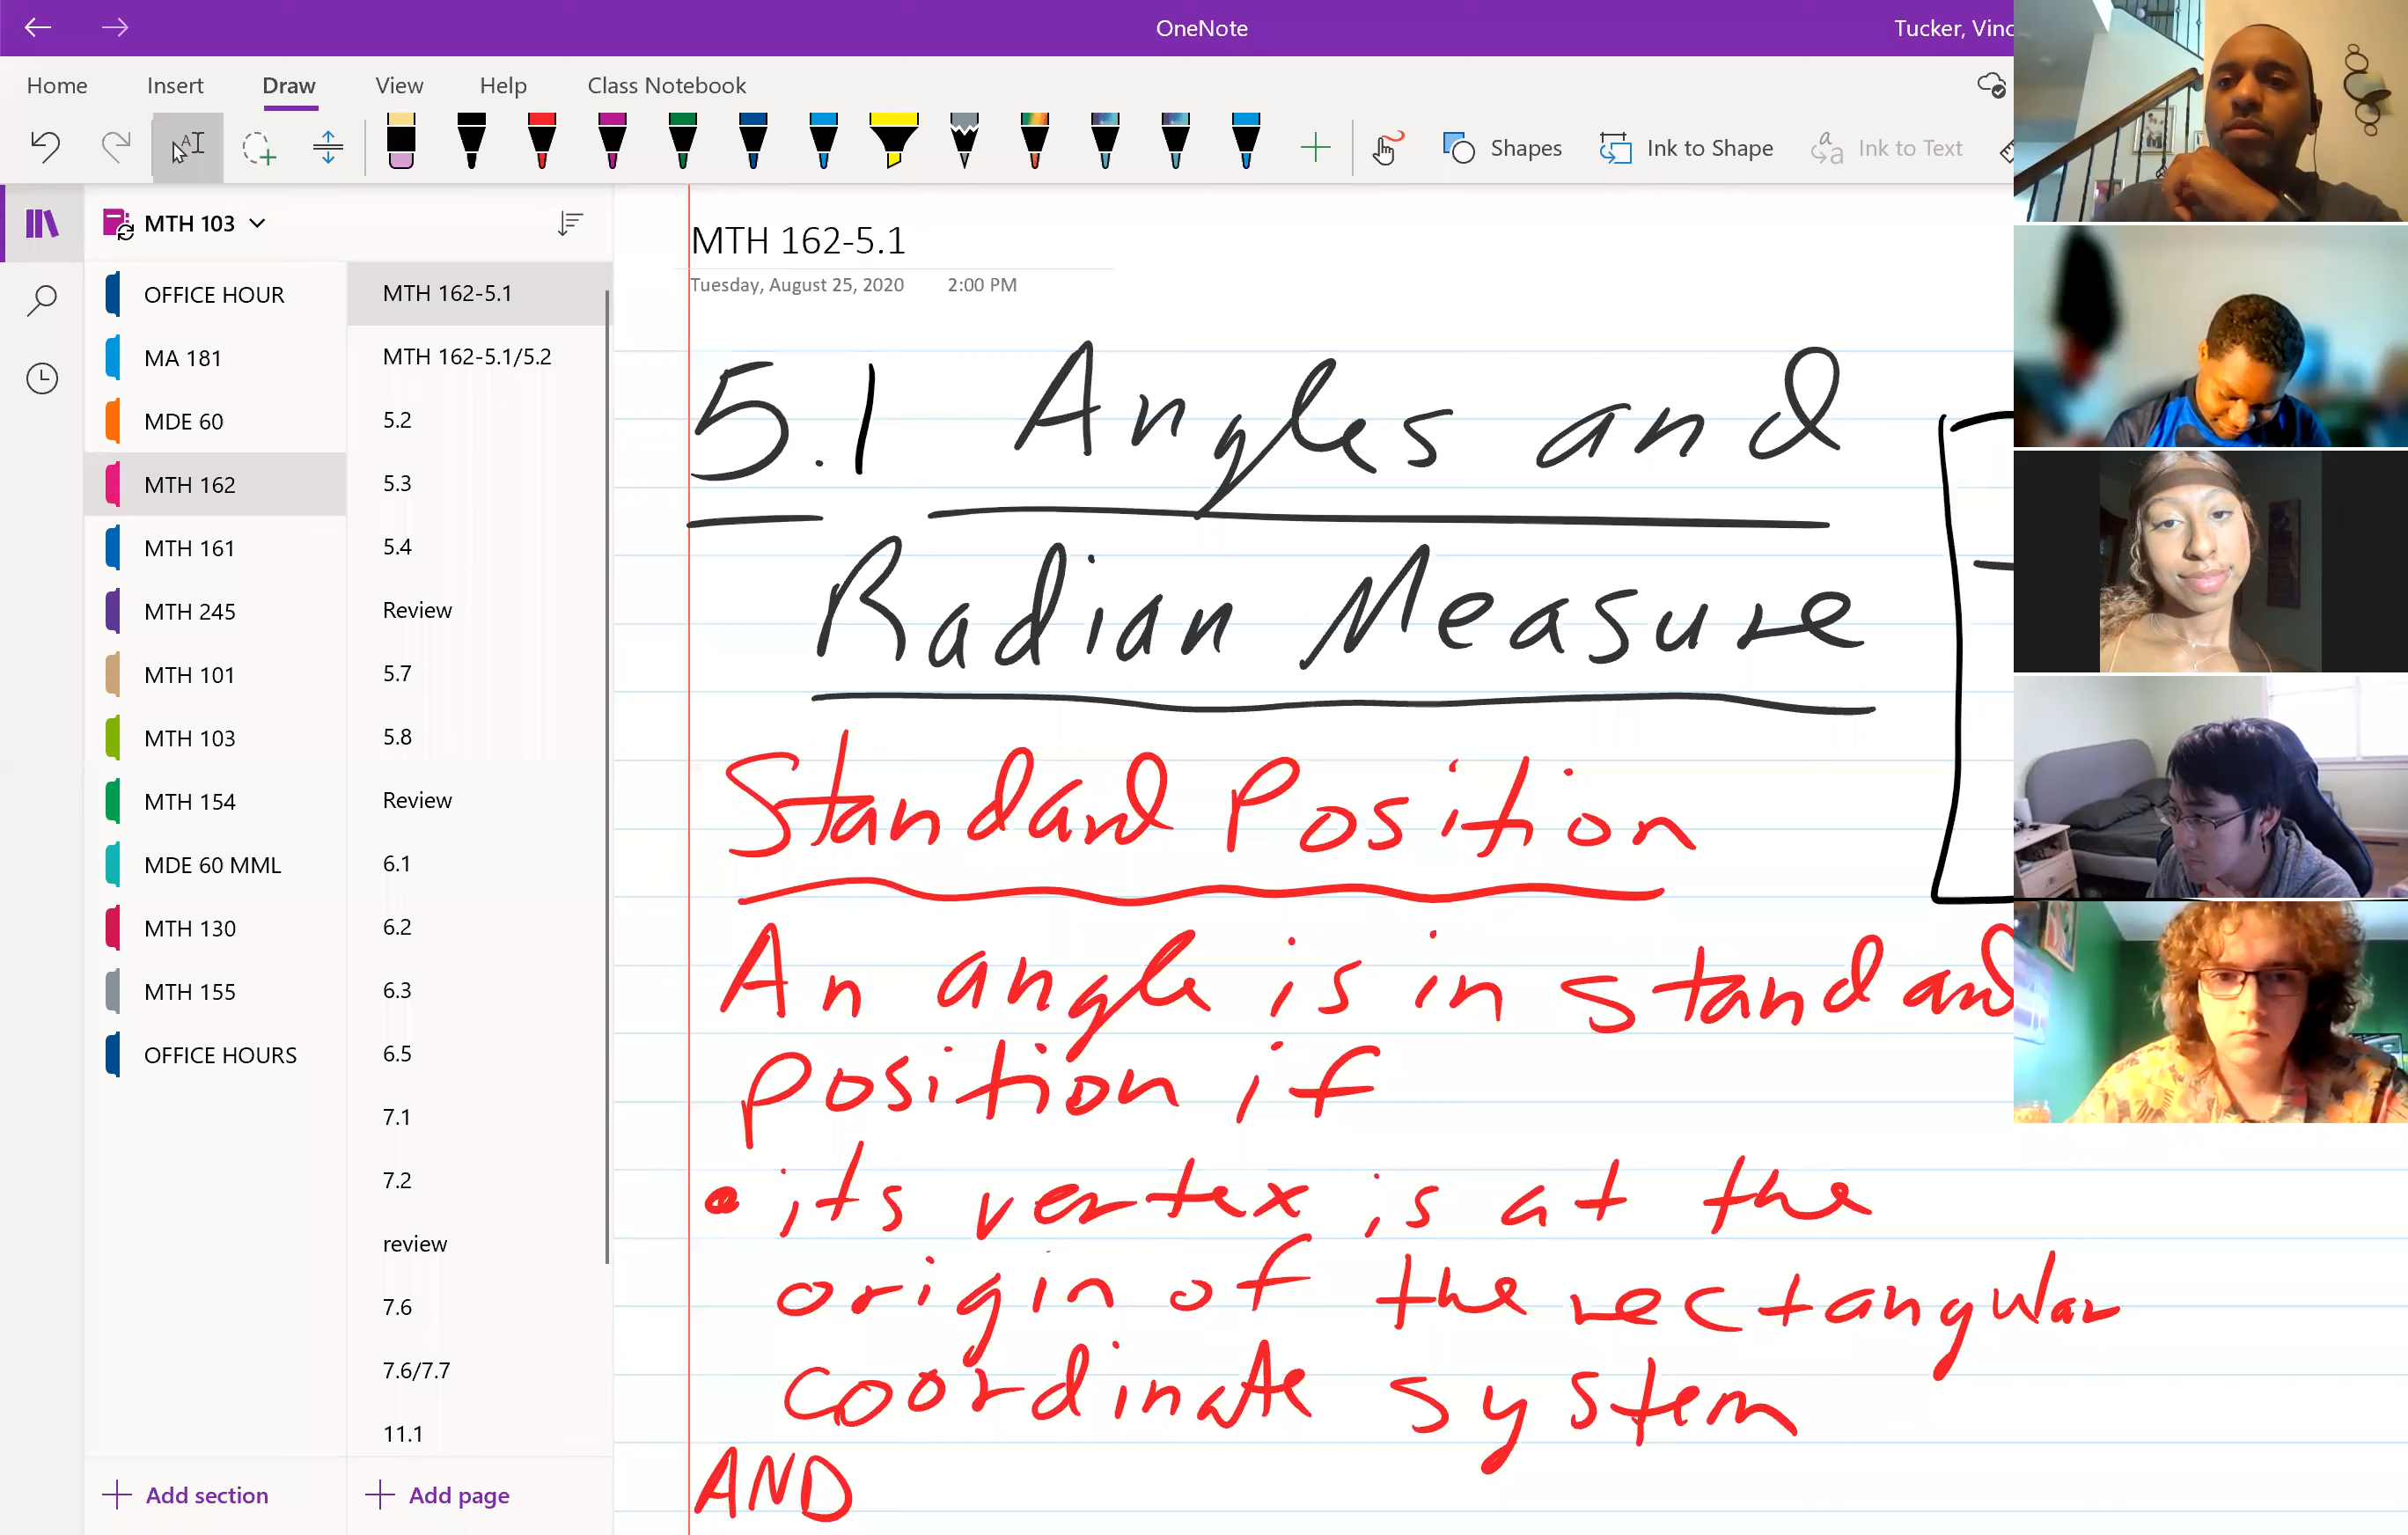 OneNote
Tucker, Vinc
Home Insert Draw View Help Class Notebook
Shapes Ink to Shape Ink to Text
MTH 103
OFFICE HOUR
MA 181
MDE 60
MTH 162
MTH 161
MTH 245
MTH 101
MTH 103
MTH 154
MDE 60 MML
MTH 130
MTH 155
OFFICE HOURS
Add section
MTH 162-5.1
MTH 162-5.1/5.2
5.2
5.3
5.4
Review
5.7
5.8
Review
6.1
6.2
6.3
6.5
7.1
7.2
review
7.6
7.6/7.7
11.1
Add page
MTH 162-5.1
Tuesday, August 25, 2020 2:00 PM
5.1 Angles and
Radian Measure
Standard Position
An angle is in standard
position if
• its vertex is at the
origin of the rectangular
coordinate system
AND